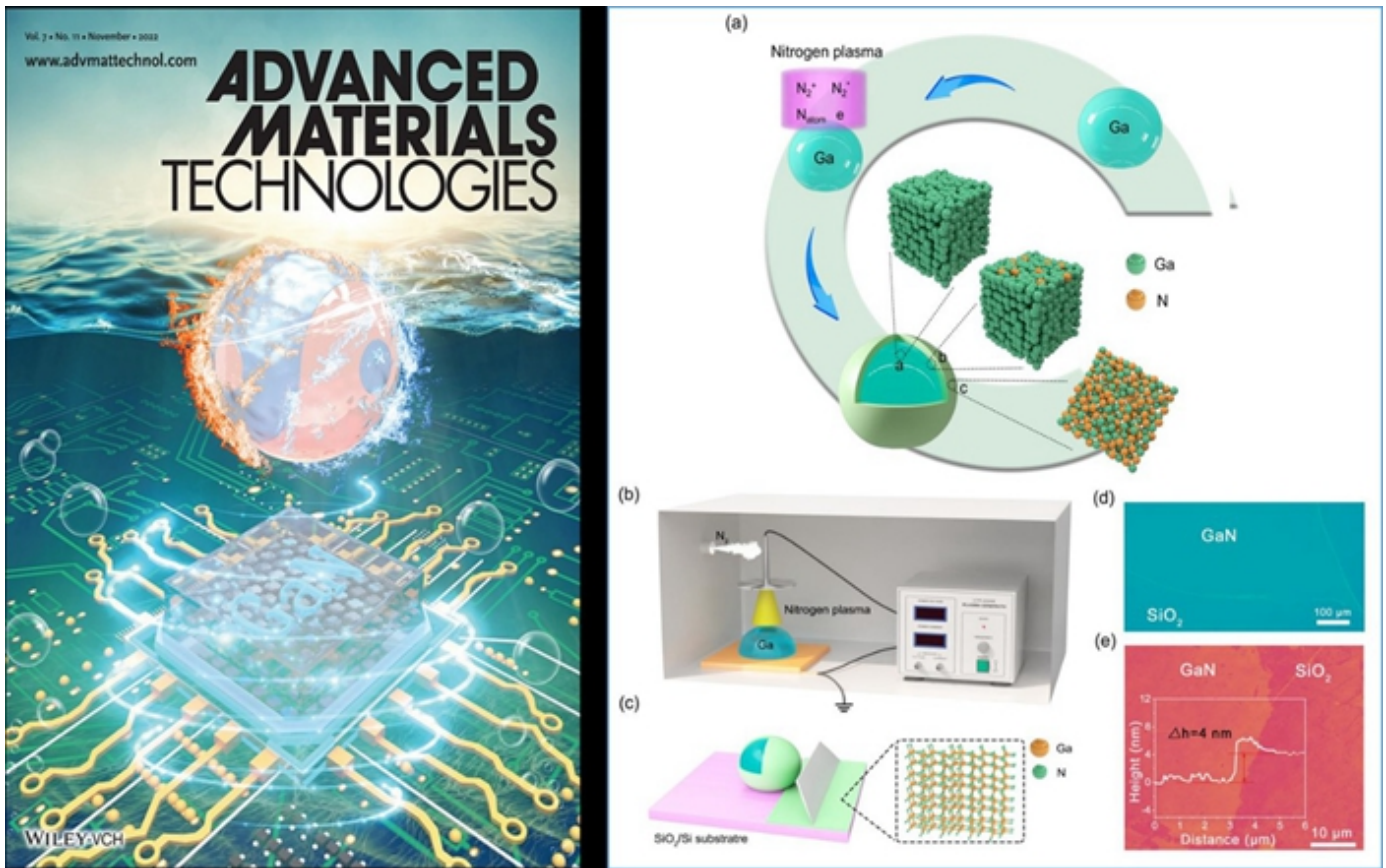 Vol. 7 • No. 11 • November • 2022
www.advmattechnol.com
ADVANCED
MATERIALS
TECHNOLOGIES
GaN
WILEY-VCH
(a)
Nitrogen plasma
N₂⁺ N₂*
N_atom e
Ga
Ga
a
b
c
Ga
N
(b)
N₂
Nitrogen plasma
Ga
(c)
SiO₂/Si substratre
Ga
N
(d)
GaN
SiO₂
100 µm
(e)
GaN
SiO₂
Height (nm)
12
8
4
0
-4
△h=4 nm
0 1 2 3 4 5 6
Distance (µm)
10 µm